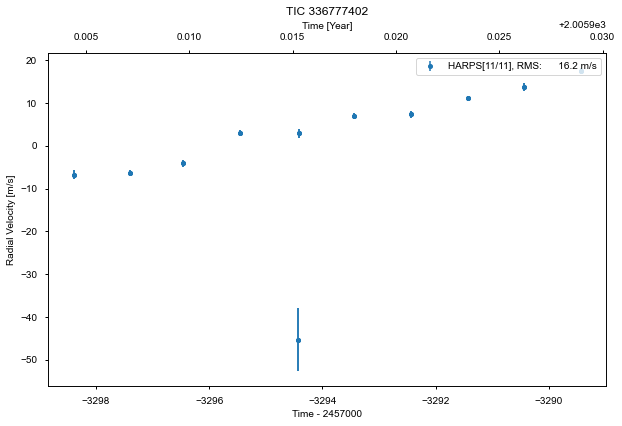 TIC 336777402
Time [Year]
+2.0059e3
0.005 0.010 0.015 0.020 0.025 0.030
HARPS[11/11], RMS: 16.2 m/s
20
10
0
−10
−20
−30
−40
−50
Radial Velocity [m/s]
−3298 −3296 −3294 −3292 −3290
Time - 2457000